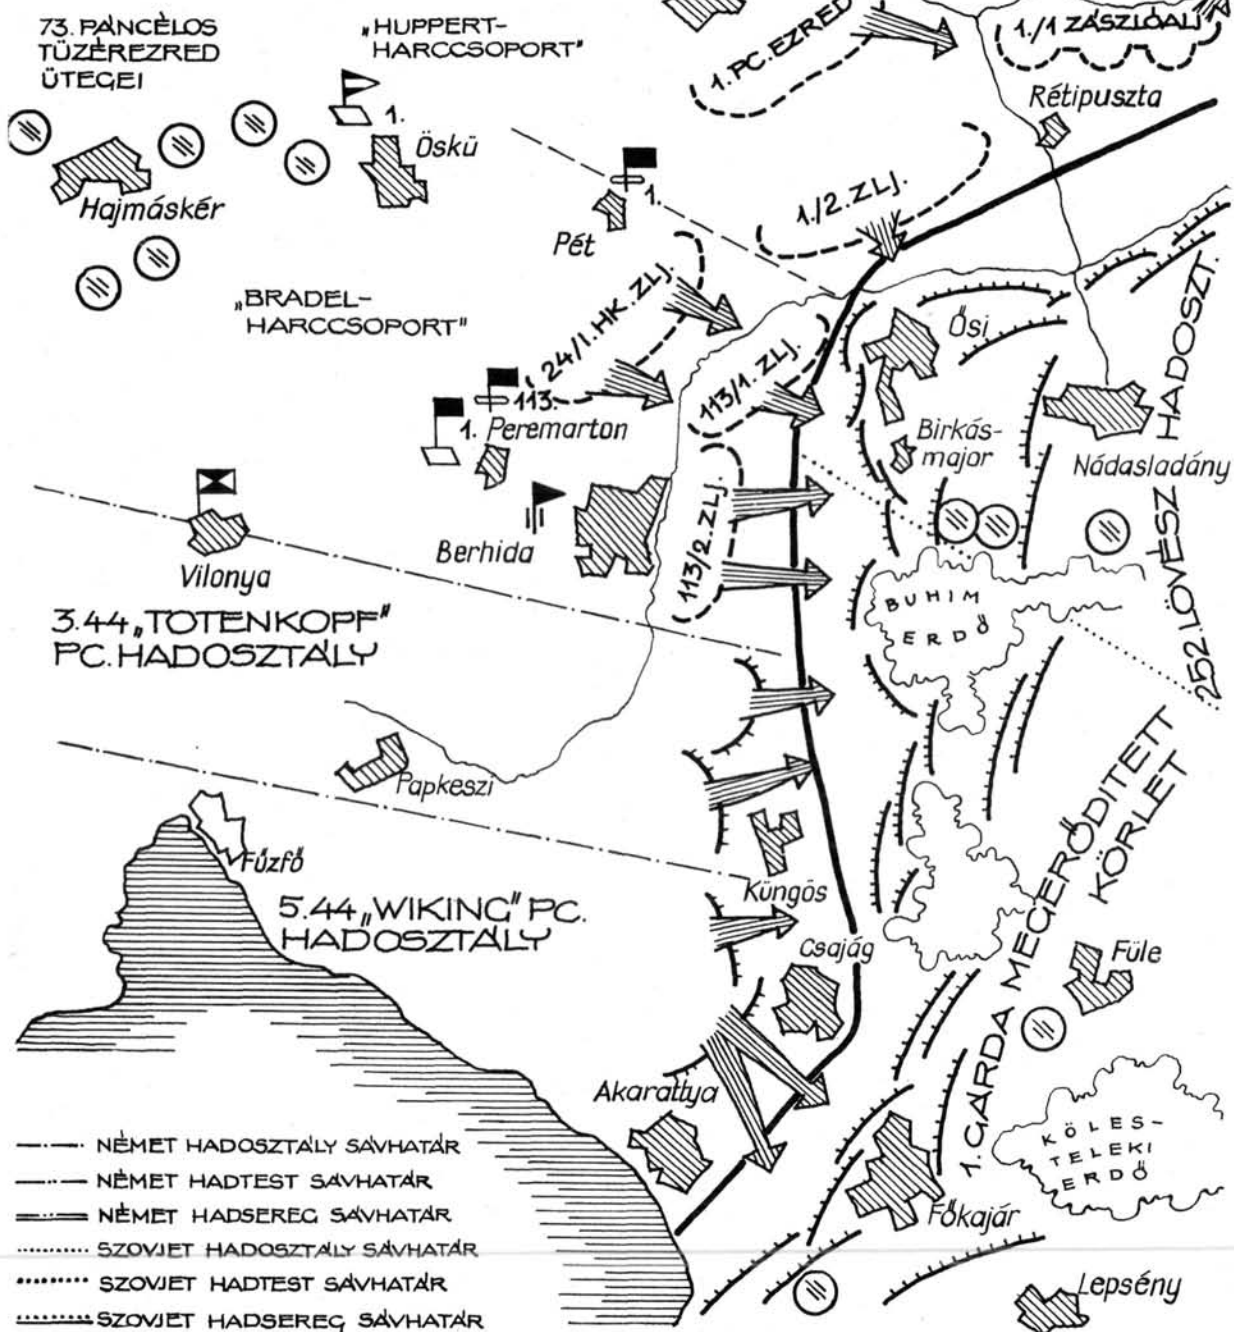 73. PÁNCÉLOS
TÜZÉREZRED
ÜTEGEI
„HUPPERT-
HARCCSOPORT”
1. PC. EZRED
1./1 ZÁSZLÓALJ
Rétipuszta
1.
Öskü
Hajmáskér
1.
Pét
1./2. ZLJ.
„BRADEL-
HARCCSOPORT”
24/1. HK. ZLJ.
113/1. ZLJ.
Ősi
113.
1. Peremarton
Birkás-
major
Nádasladány
252. LÖVÉSZ HADOSZT.
113/2. ZLJ.
Berhida
Vilonya
BUHIM
ERDŐ
3.44 „TOTENKOPF”
PC. HADOSZTÁLY
Papkeszi
Fűzfő
5.44 „WIKING” PC.
HADOSZTÁLY
Küngös
Csajág
1. GÁRDA MEGERŐDITETT
KÖRLET
Füle
Akarattya
KÖLES-
TELEKI
ERDŐ
Főkajár
Lepsény
NÉMET HADOSZTÁLY SÁVHATÁR
NÉMET HADTEST SÁVHATÁR
NÉMET HADSEREG SÁVHATÁR
SZOVJET HADOSZTÁLY SÁVHATÁR
SZOVJET HADTEST SÁVHATÁR
SZOVJET HADSEREG SÁVHATÁR